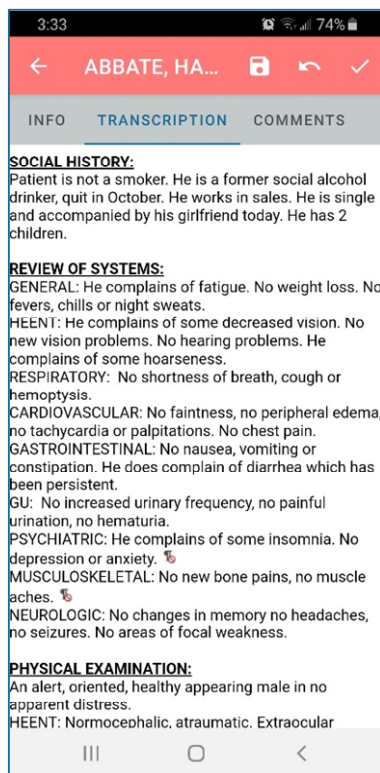 3:33 74%
ABBATE, HA...
INFO TRANSCRIPTION COMMENTS
SOCIAL HISTORY:
Patient is not a smoker. He is a former social alcohol
drinker, quit in October. He works in sales. He is single
and accompanied by his girlfriend today. He has 2
children.
REVIEW OF SYSTEMS:
GENERAL: He complains of fatigue. No weight loss. No
fevers, chills or night sweats.
HEENT: He complains of some decreased vision. No
new vision problems. No hearing problems. He
complains of some hoarseness.
RESPIRATORY: No shortness of breath, cough or
hemoptysis.
CARDIOVASCULAR: No faintness, no peripheral edema,
no tachycardia or palpitations. No chest pain.
GASTROINTESTINAL: No nausea, vomiting or
constipation. He does complain of diarrhea which has
been persistent.
GU: No increased urinary frequency, no painful
urination, no hematuria.
PSYCHIATRIC: He complains of some insomnia. No
depression or anxiety.
MUSCULOSKELETAL: No new bone pains, no muscle
aches.
NEUROLOGIC: No changes in memory no headaches,
no seizures. No areas of focal weakness.
PHYSICAL EXAMINATION:
An alert, oriented, healthy appearing male in no
apparent distress.
HEENT: Normocephalic, atraumatic. Extraocular